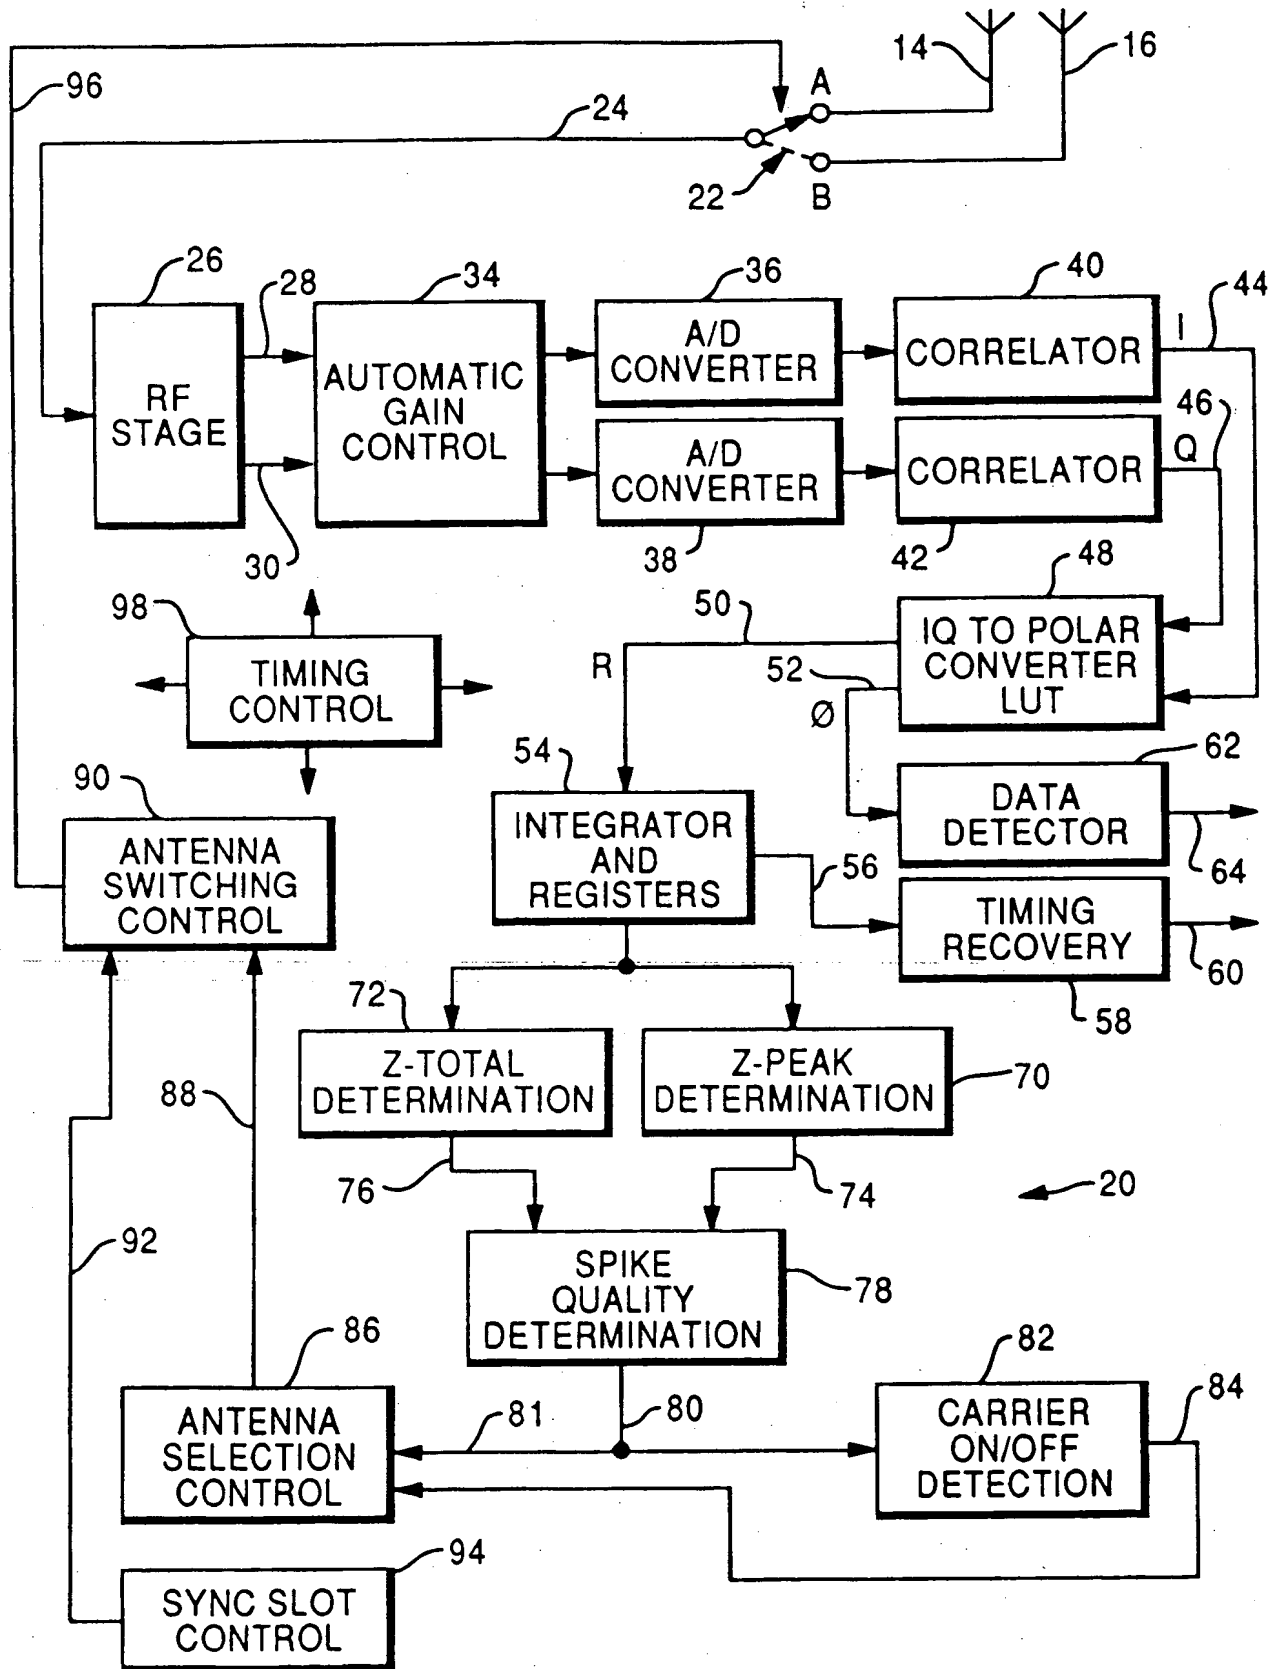 14
16
96
A
24
22
B
26
28
34
36
40
44
RF
STAGE
AUTOMATIC
GAIN
CONTROL
A/D
CONVERTER
CORRELATOR
I
46
A/D
CONVERTER
CORRELATOR
Q
30
38
42
48
98
TIMING
CONTROL
50
R
52
Ø
IQ TO POLAR
CONVERTER
LUT
54
62
90
INTEGRATOR
AND
REGISTERS
DATA
DETECTOR
64
ANTENNA
SWITCHING
CONTROL
56
TIMING
RECOVERY
60
58
72
Z-TOTAL
DETERMINATION
Z-PEAK
DETERMINATION
70
88
76
74
20
92
SPIKE
QUALITY
DETERMINATION
78
86
82
84
ANTENNA
SELECTION
CONTROL
81
80
CARRIER
ON/OFF
DETECTION
94
SYNC SLOT
CONTROL